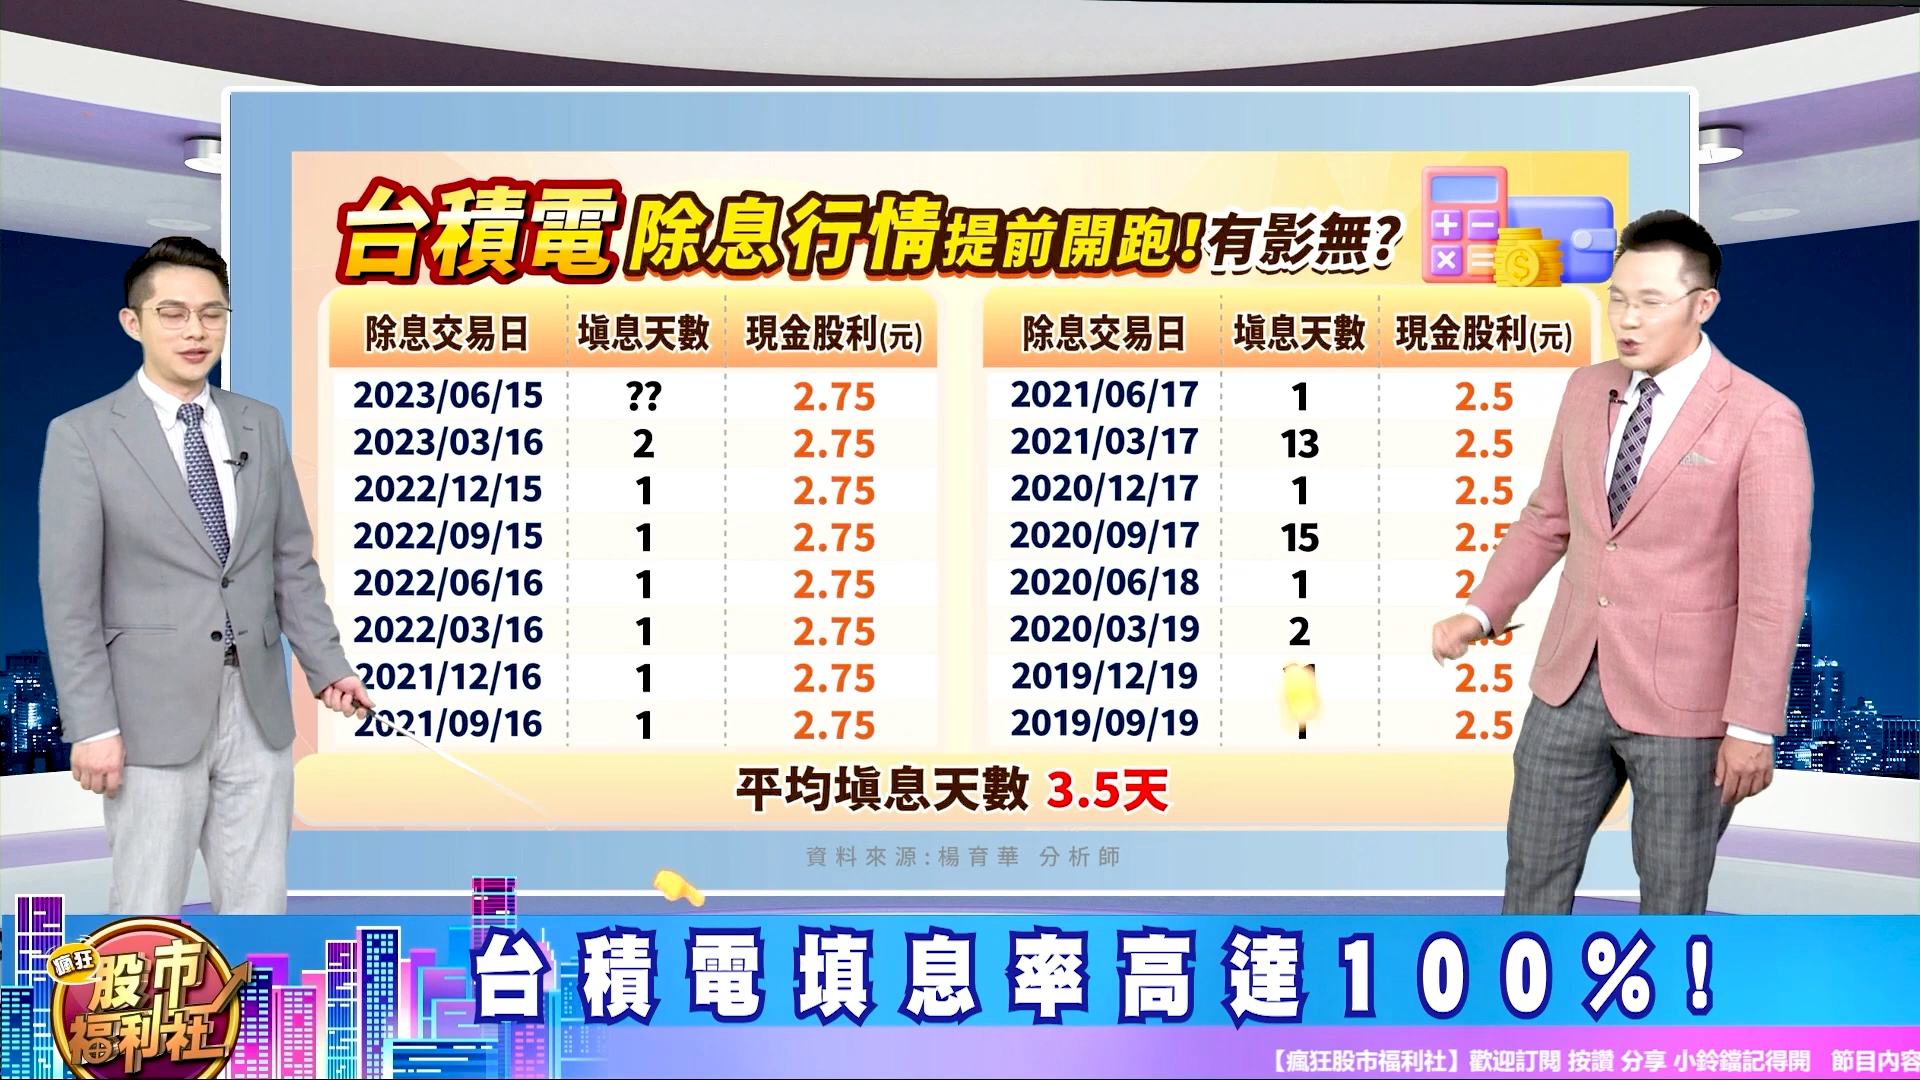 台積電除息行情提前開跑!有影無?
除息交易日 填息天數 現金股利(元)
2023/06/15 ?? 2.75
2023/03/16 2 2.75
2022/12/15 1 2.75
2022/09/15 1 2.75
2022/06/16 1 2.75
2022/03/16 1 2.75
2021/12/16 1 2.75
2021/09/16 1 2.75
除息交易日 填息天數 現金股利(元)
2021/06/17 1 2.5
2021/03/17 13 2.5
2020/12/17 1 2.5
2020/09/17 15 2.5
2020/06/18 1 2
2020/03/19 2 .5
2019/12/19 2.5
2019/09/19 1 2.5
平均填息天數 3.5天
資料來源:楊育華 分析師
台積電填息率高達100%!
瘋狂
股市
福利社
【瘋狂股市福利社】歡迎訂閱 按讚 分享 小鈴鐺記得開 節目內容